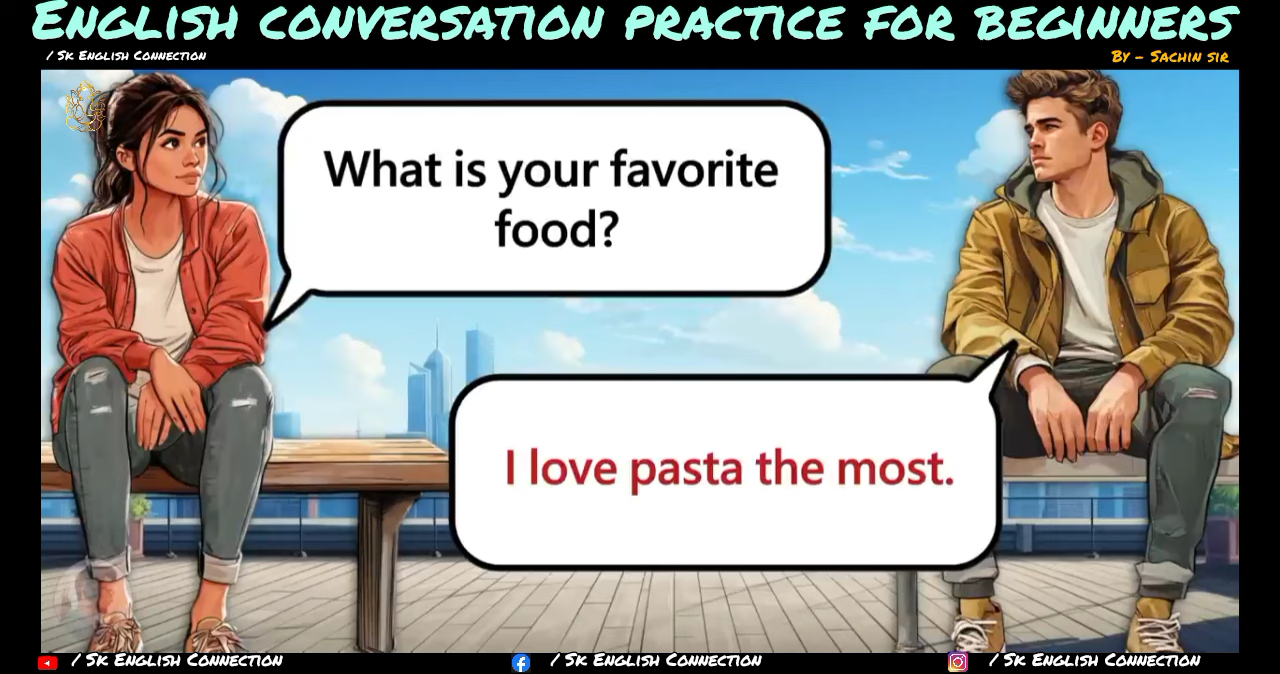 English conversation practice for beginners
/ Sk English Connection
By - Sachin sir
What is your favorite
food?
I love pasta the most.
/ Sk English Connection
/ Sk English Connection
/ Sk English Connection